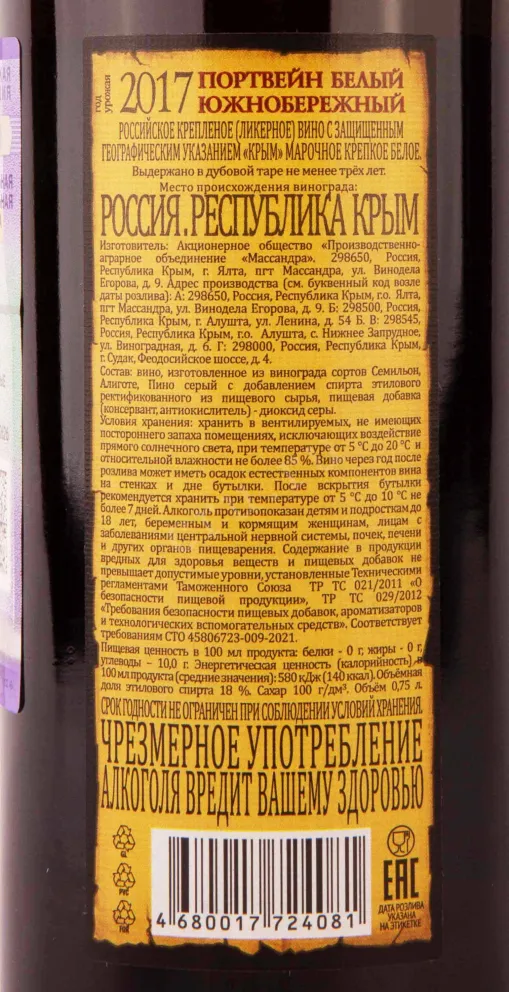 год урожая
2017 ПОРТВЕЙН БЕЛЫЙ
ЮЖНОБЕРЕЖНЫЙ
РОССИЙСКОЕ КРЕПЛЕНОЕ (ЛИКЕРНОЕ) ВИНО С ЗАЩИЩЕННЫМ
ГЕОГРАФИЧЕСКИМ УКАЗАНИЕМ «КРЫМ» МАРОЧНОЕ КРЕПКОЕ БЕЛОЕ.
Выдержано в дубовой таре не менее трёх лет.
Место происхождения винограда:
РОССИЯ.РЕСПУБЛИКА КРЫМ
Изготовитель: Акционерное общество «Производственно-
аграрное объединение «Массандра». 298650, Россия,
Республика Крым, г. Ялта, пгт Массандра, ул. Винодела
Егорова, д. 9. Адрес производства (см. буквенный код возле
даты розлива): А: 298650, Россия, Республика Крым, г.о. Ялта,
пгт Массандра, ул. Винодела Егорова, д. 9. Б: 298500, Россия,
Республика Крым, г. Алушта, ул. Ленина, д. 54 Б. В: 298545,
Россия, Республика Крым, г.о. Алушта, с. Нижнее Запрудное,
ул. Виноградная, д. 6. Г: 298000, Россия, Республика Крым,
г. Судак, Феодосийское шоссе, д. 4.
Состав: вино, изготовленное из винограда сортов Семильон,
Алиготе, Пино серый с добавлением спирта этилового
ректификованного из пищевого сырья, пищевая добавка
(консервант, антиокислитель) - диоксид серы.
Условия хранения: хранить в вентилируемых, не имеющих
постороннего запаха помещениях, исключающих воздействие
прямого солнечного света, при температуре от 5 °С до 20 °С и
относительной влажности не более 85 %. Вино через год после
розлива может иметь осадок естественных компонентов вина
на стенках и дне бутылки. После вскрытия бутылки
рекомендуется хранить при температуре от 5 °С до 10 °С не
более 7 дней. Алкоголь противопоказан детям и подросткам до
18 лет, беременным и кормящим женщинам, лицам с
заболеваниями центральной нервной системы, почек, печени
и других органов пищеварения. Содержание в продукции
вредных для здоровья веществ и пищевых добавок не
превышает допустимые уровни, установленные Техническими
регламентами Таможенного Союза ТР ТС 021/2011 «О
безопасности пищевой продукции», ТР ТС 029/2012
«Требования безопасности пищевых добавок, ароматизаторов
и технологических вспомогательных средств». Соответствует
требованиям СТО 45806723-009-2021.
Пищевая ценность в 100 мл продукта: белки - 0 г, жиры - 0 г,
углеводы – 10,0 г. Энергетическая ценность (калорийность) в
100 мл продукта (средние значения): 580 кДж (140 ккал). Объёмная
доля этилового спирта 18 %. Сахар 100 г/дм³. Объём 0,75 л.
СРОК ГОДНОСТИ НЕ ОГРАНИЧЕН ПРИ СОБЛЮДЕНИИ УСЛОВИЙ ХРАНЕНИЯ.
ЧРЕЗМЕРНОЕ УПОТРЕБЛЕНИЕ
АЛКОГОЛЯ ВРЕДИТ ВАШЕМУ ЗДОРОВЬЮ
GL
PVC
FOR
4 680017 724081
EAC
ДАТА РОЗЛИВА
УКАЗАНА
НА ЭТИКЕТКЕ